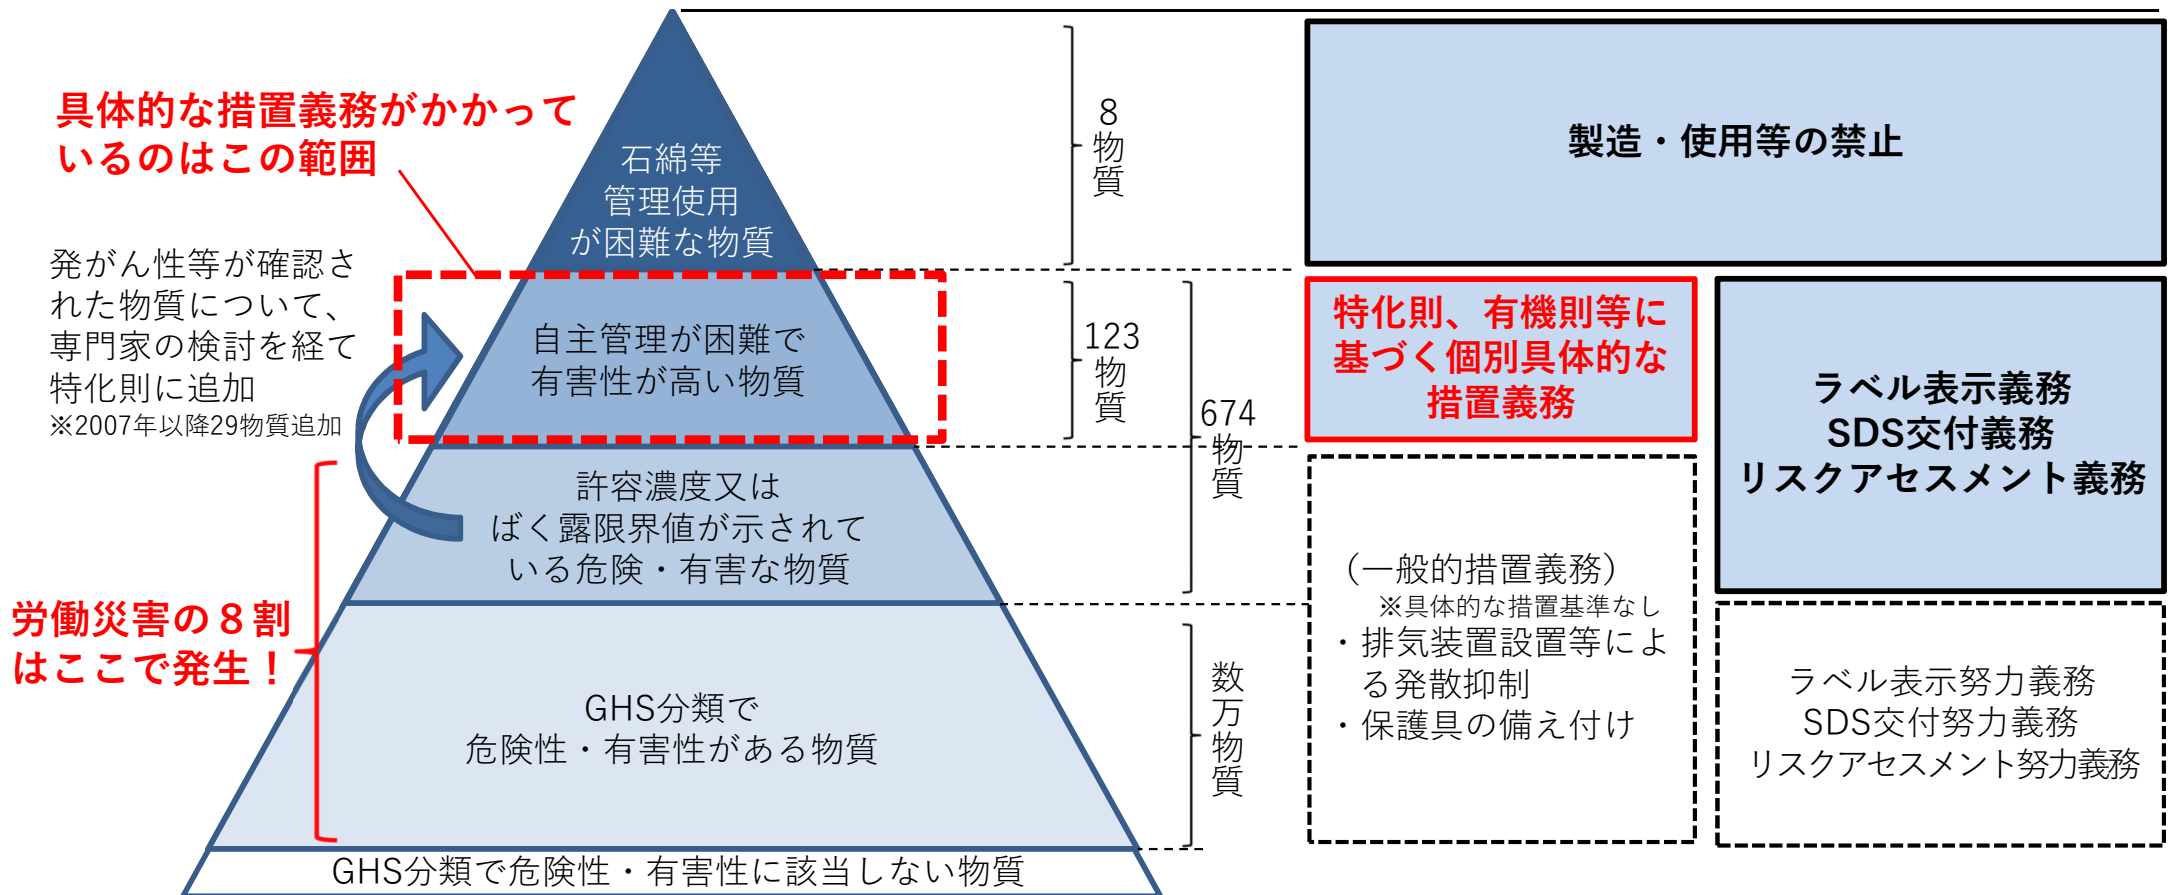 具体的な措置義務がかかって
いるのはこの範囲
発がん性等が確認さ
れた物質について、
専門家の検討を経て
特化則に追加
※2007年以降29物質追加
労働災害の８割
はここで発生！
石綿等
管理使用
が困難な物質
自主管理が困難で
有害性が高い物質
許容濃度又は
ばく露限界値が示されて
いる危険・有害な物質
GHS分類で
危険性・有害性がある物質
GHS分類で危険性・有害性に該当しない物質
8物質
123物質
674物質
数万物質
製造・使用等の禁止
特化則、有機則等に
基づく個別具体的な
措置義務
ラベル表示義務
SDS交付義務
リスクアセスメント義務
（一般的措置義務）
※具体的な措置基準なし
・排気装置設置等によ
る発散抑制
・保護具の備え付け
ラベル表示努力義務
SDS交付努力義務
リスクアセスメント努力義務